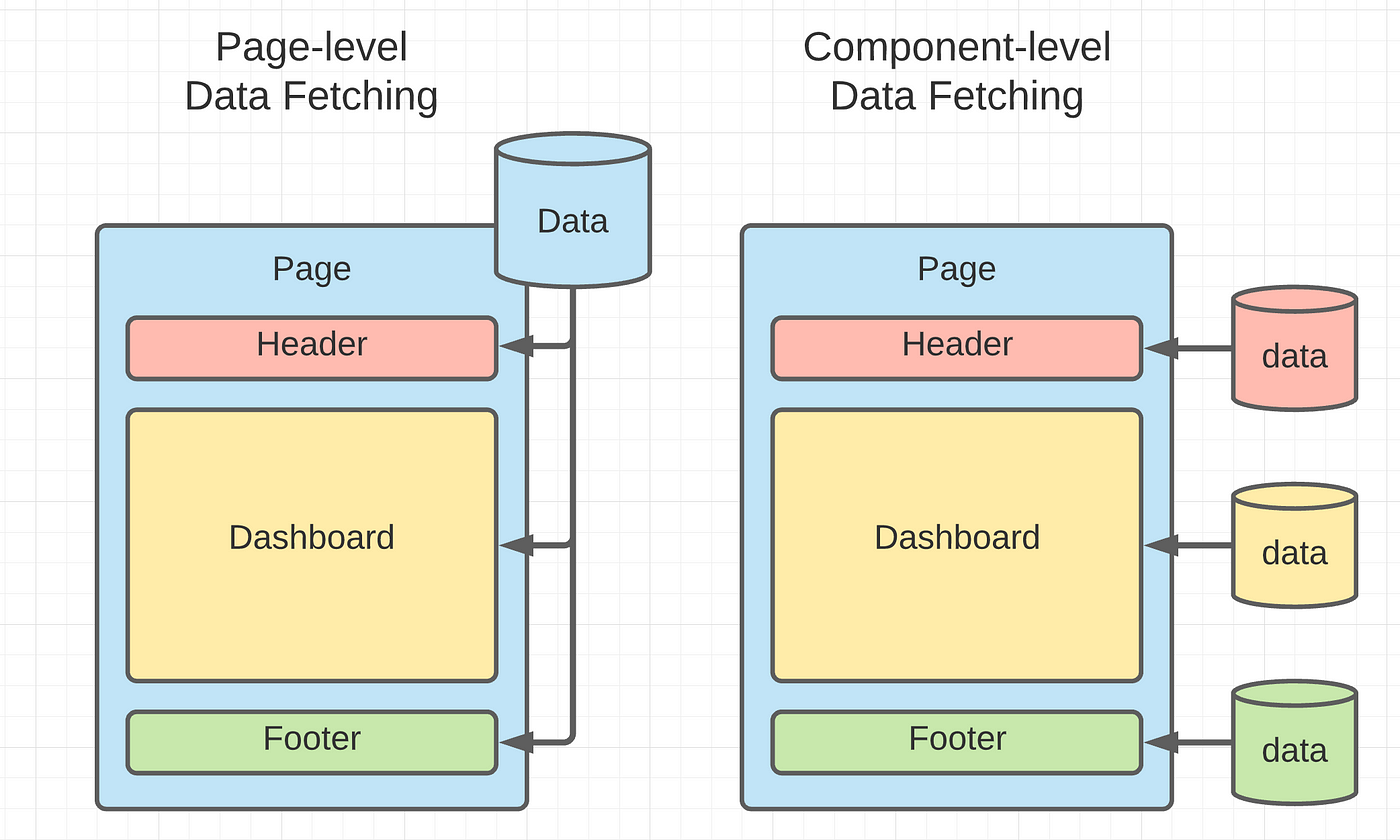 Page-level
Data Fetching
Data
Page
Header
Dashboard
Footer
Component-level
Data Fetching
Page
Header
data
Dashboard
data
Footer
data